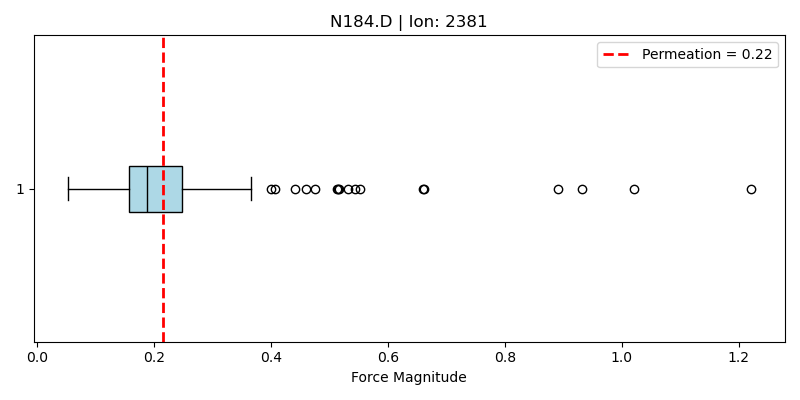 N184.D | Ion: 2381
Permeation = 0.22
1
0.0 0.2 0.4 0.6 0.8 1.0 1.2
Force Magnitude